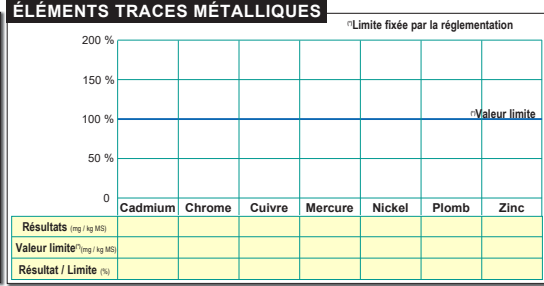 ÉLÉMENTS TRACES MÉTALLIQUES
(*)Limite fixée par la réglementation
200 %
150 %
(*)Valeur limite
100 %
50 %
0
Cadmium Chrome Cuivre Mercure Nickel Plomb Zinc
Résultats (mg / kg MS)
Valeur limite(*)(mg / kg MS)
Résultat / Limite (%)